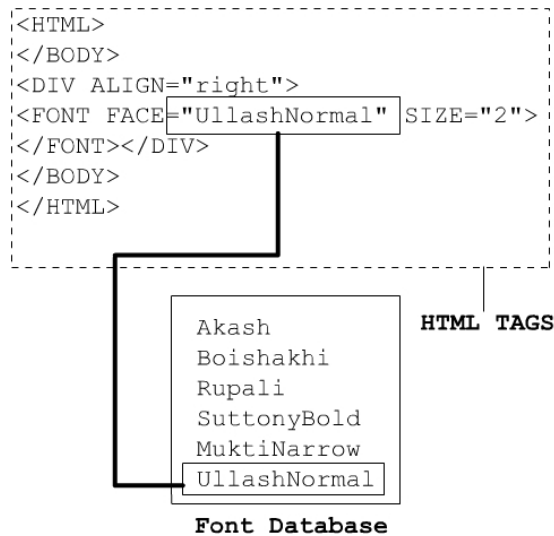 <HTML>
</BODY>
<DIV ALIGN="right">
<FONT FACE="UllashNormal" SIZE="2">
</FONT></DIV>
</BODY>
</HTML>
HTML TAGS
Akash
Boishakhi
Rupali
SuttonyBold
MuktiNarrow
UllashNormal
Font Database